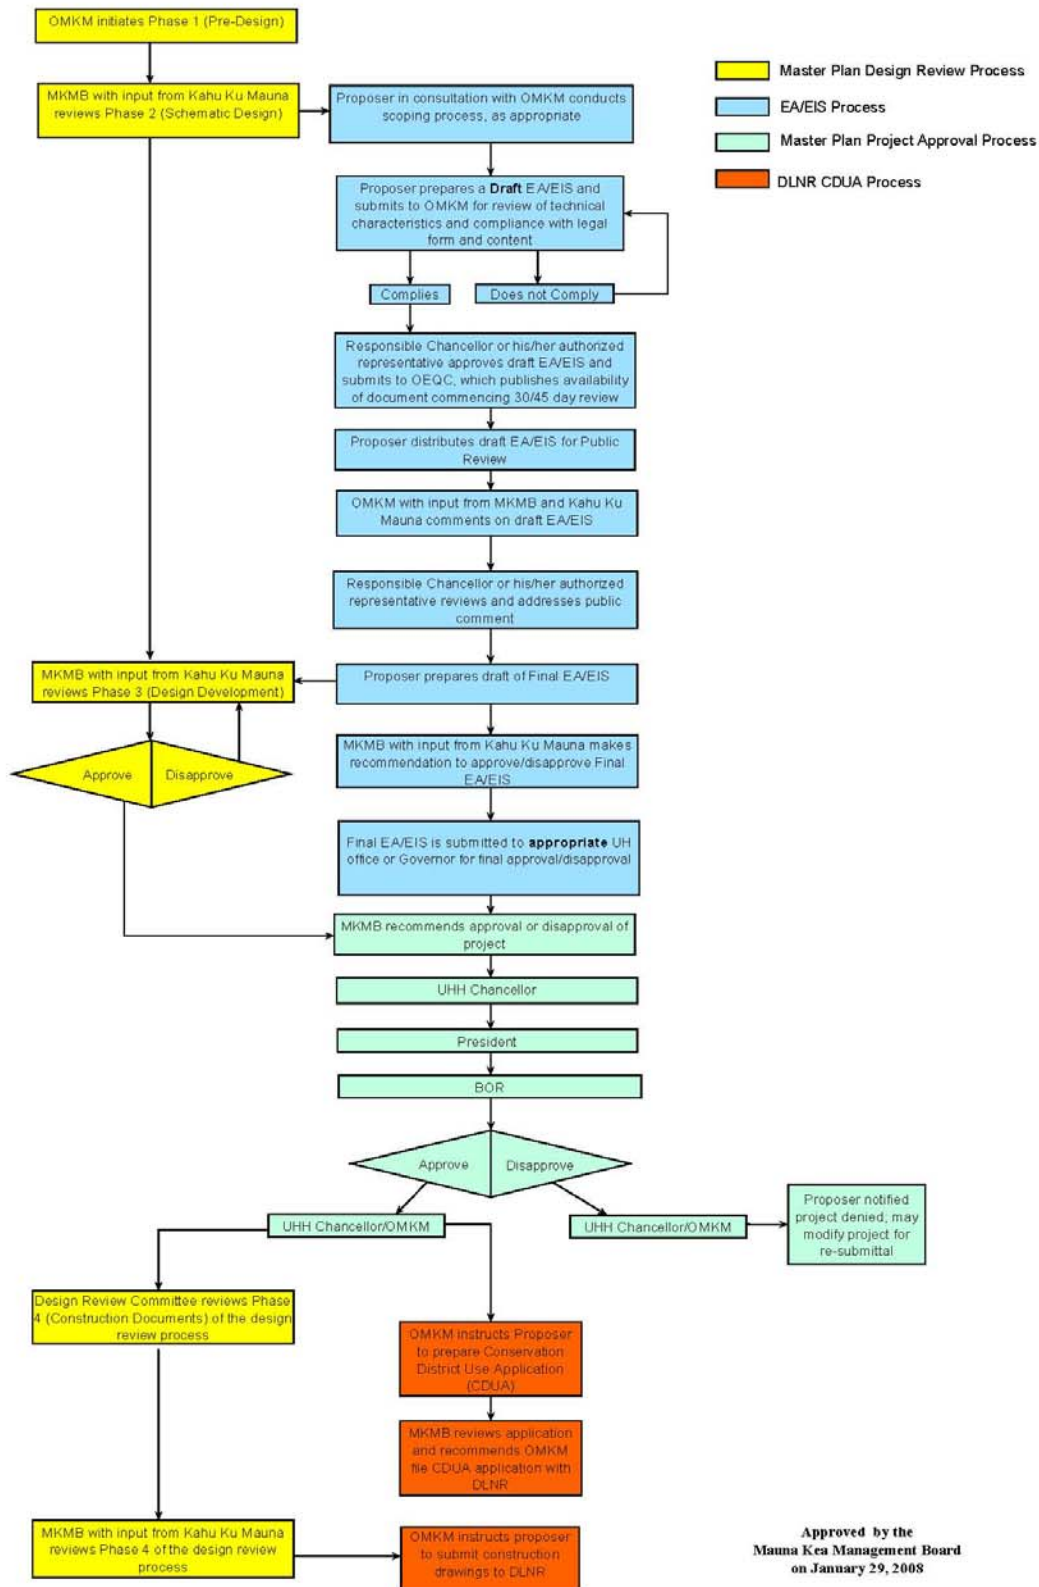 OMKM initiates Phase 1 (Pre-Design)
MKMB with input from Kahu Ku Mauna
reviews Phase 2 (Schematic Design)
Proposer in consultation with OMKM conducts
scoping process, as appropriate
Master Plan Design Review Process
EA/EIS Process
Master Plan Project Approval Process
DLNR CDUA Process
Proposer prepares a Draft EA/EIS and
submits to OMKM for review of technical
characteristics and compliance with legal
form and content
Complies
Does not Comply
Responsible Chancellor or his/her authorized
representative approves draft EA/EIS and
submits to OEQC, which publishes availability
of document commencing 30/45 day review
Proposer distributes draft EA/EIS for Public
Review
OMKM with input from MKMB and Kahu Ku
Mauna comments on draft EA/EIS
Responsible Chancellor or his/her authorized
representative reviews and addresses public
comment
MKMB with input from Kahu Ku Mauna
reviews Phase 3 (Design Development)
Proposer prepares draft of Final EA/EIS
Approve
Disapprove
MKMB with input from Kahu Ku Mauna makes
recommendation to approve/disapprove Final
EA/EIS
Final EA/EIS is submitted to appropriate UH
office or Governor for final approval/disapproval
MKMB recommends approval or disapproval of
project
UHH Chancellor
President
BOR
Approve
Disapprove
UHH Chancellor/OMKM
UHH Chancellor/OMKM
Proposer notified
project denied; may
modify project for
re-submittal
Design Review Committee reviews Phase
4 (Construction Documents) of the design
review process
OMKM instructs Proposer
to prepare Conservation
District Use Application
(CDUA)
MKMB reviews application
and recommends OMKM
file CDUA application with
DLNR
MKMB with input from Kahu Ku Mauna
reviews Phase 4 of the design review
process
OMKM instructs proposer
to submit construction
drawings to DLNR
Approved by the
Mauna Kea Management Board
on January 29, 2008